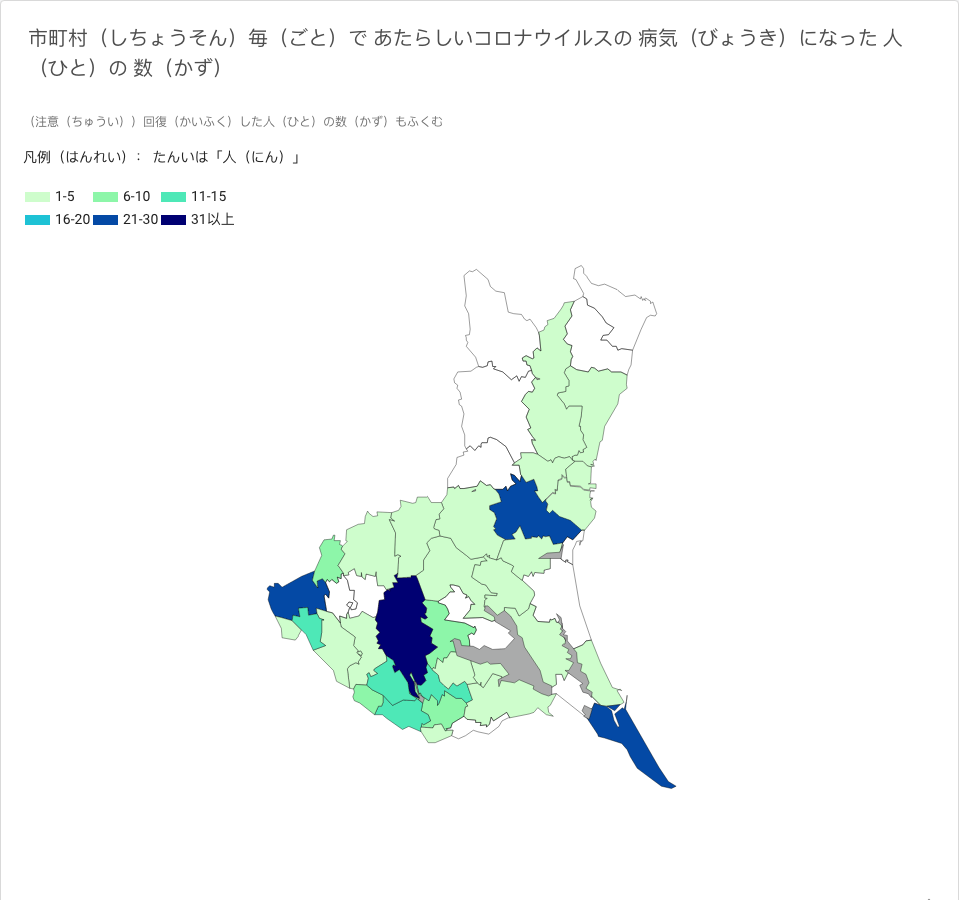 市町村（しちょうそん）毎（ごと）で あたらしいコロナウイルスの 病気（びょうき）になった 人
（ひと）の 数（かず）
（注意（ちゅうい））回復（かいふく）した人（ひと）の数（かず）もふくむ
凡例（はんれい）： たんいは「人（にん）」
1-5 6-10 11-15
16-20 21-30 31以上